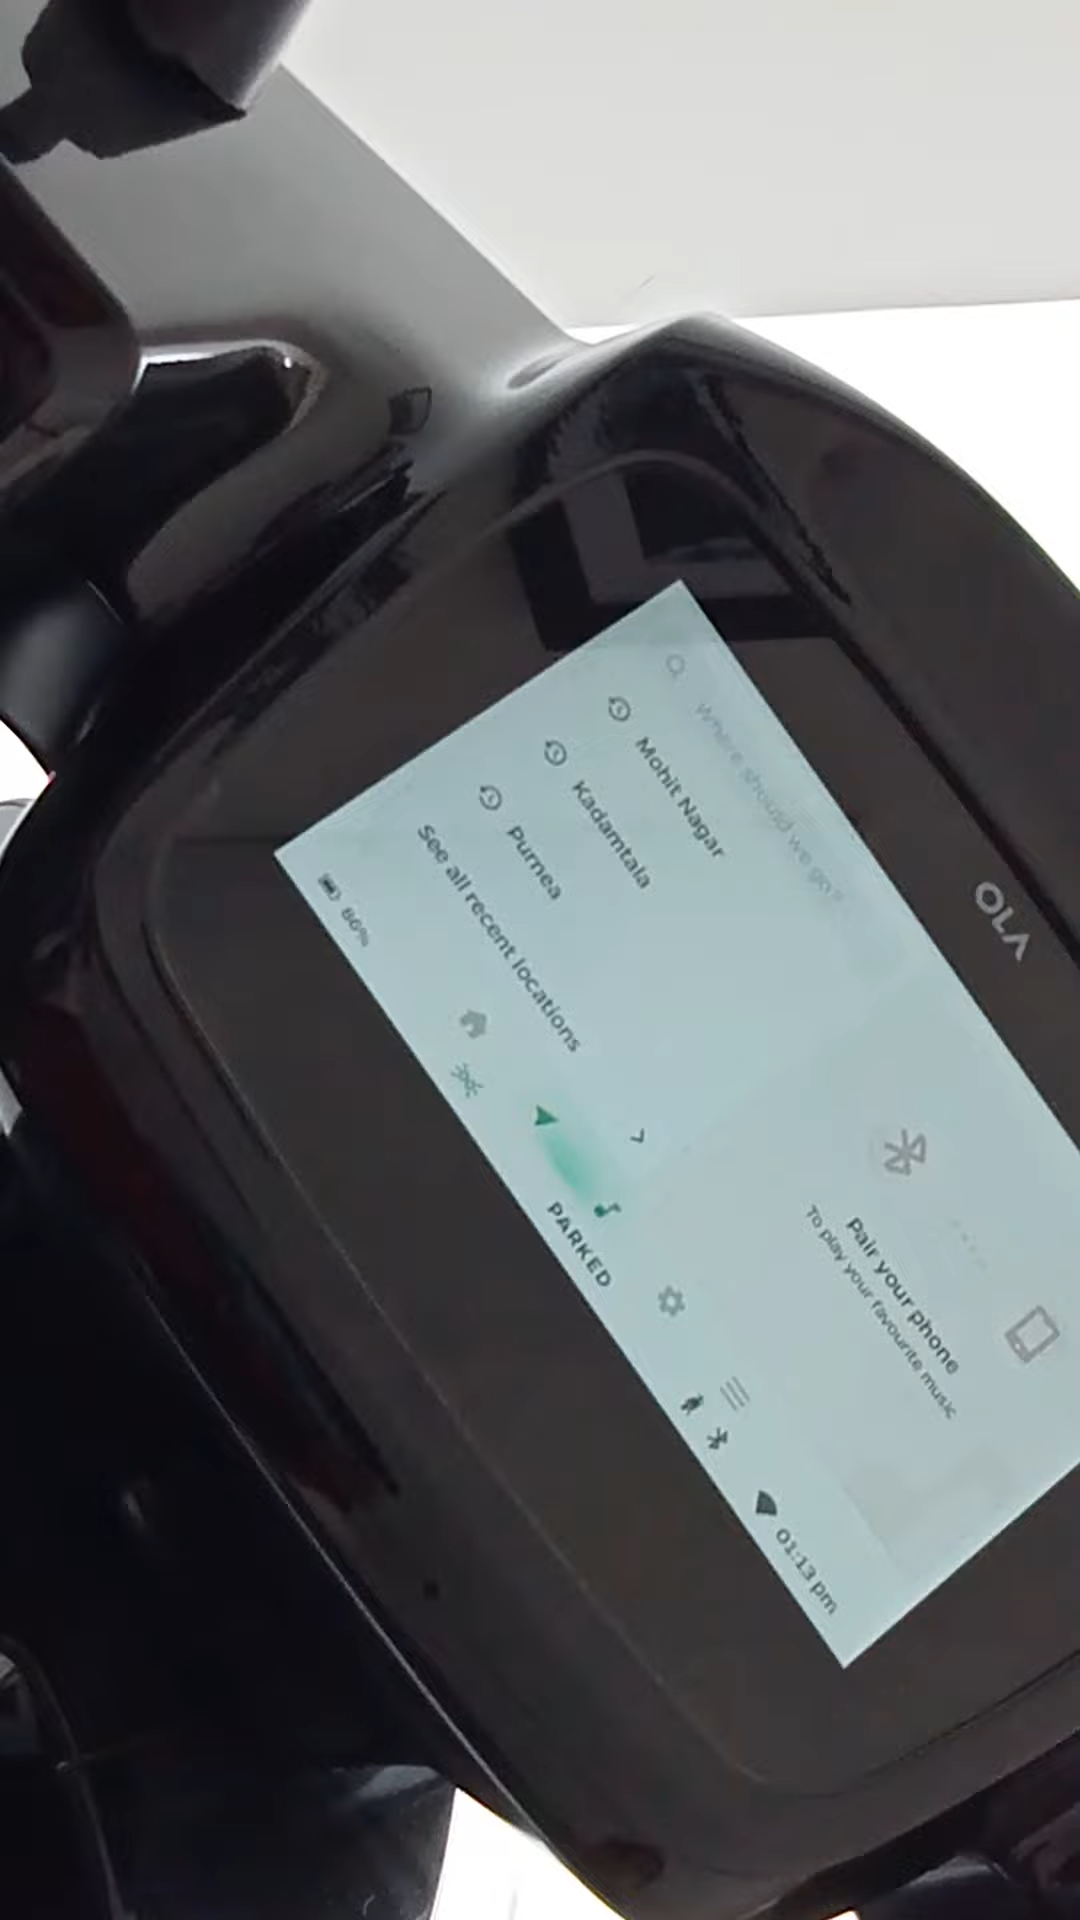 OLA
Where should we go?
Mohit Nagar
Kadamtala
Purnea
See all recent locations
Pair your phone
To play your favourite music
86%
PARKED
01:13 pm